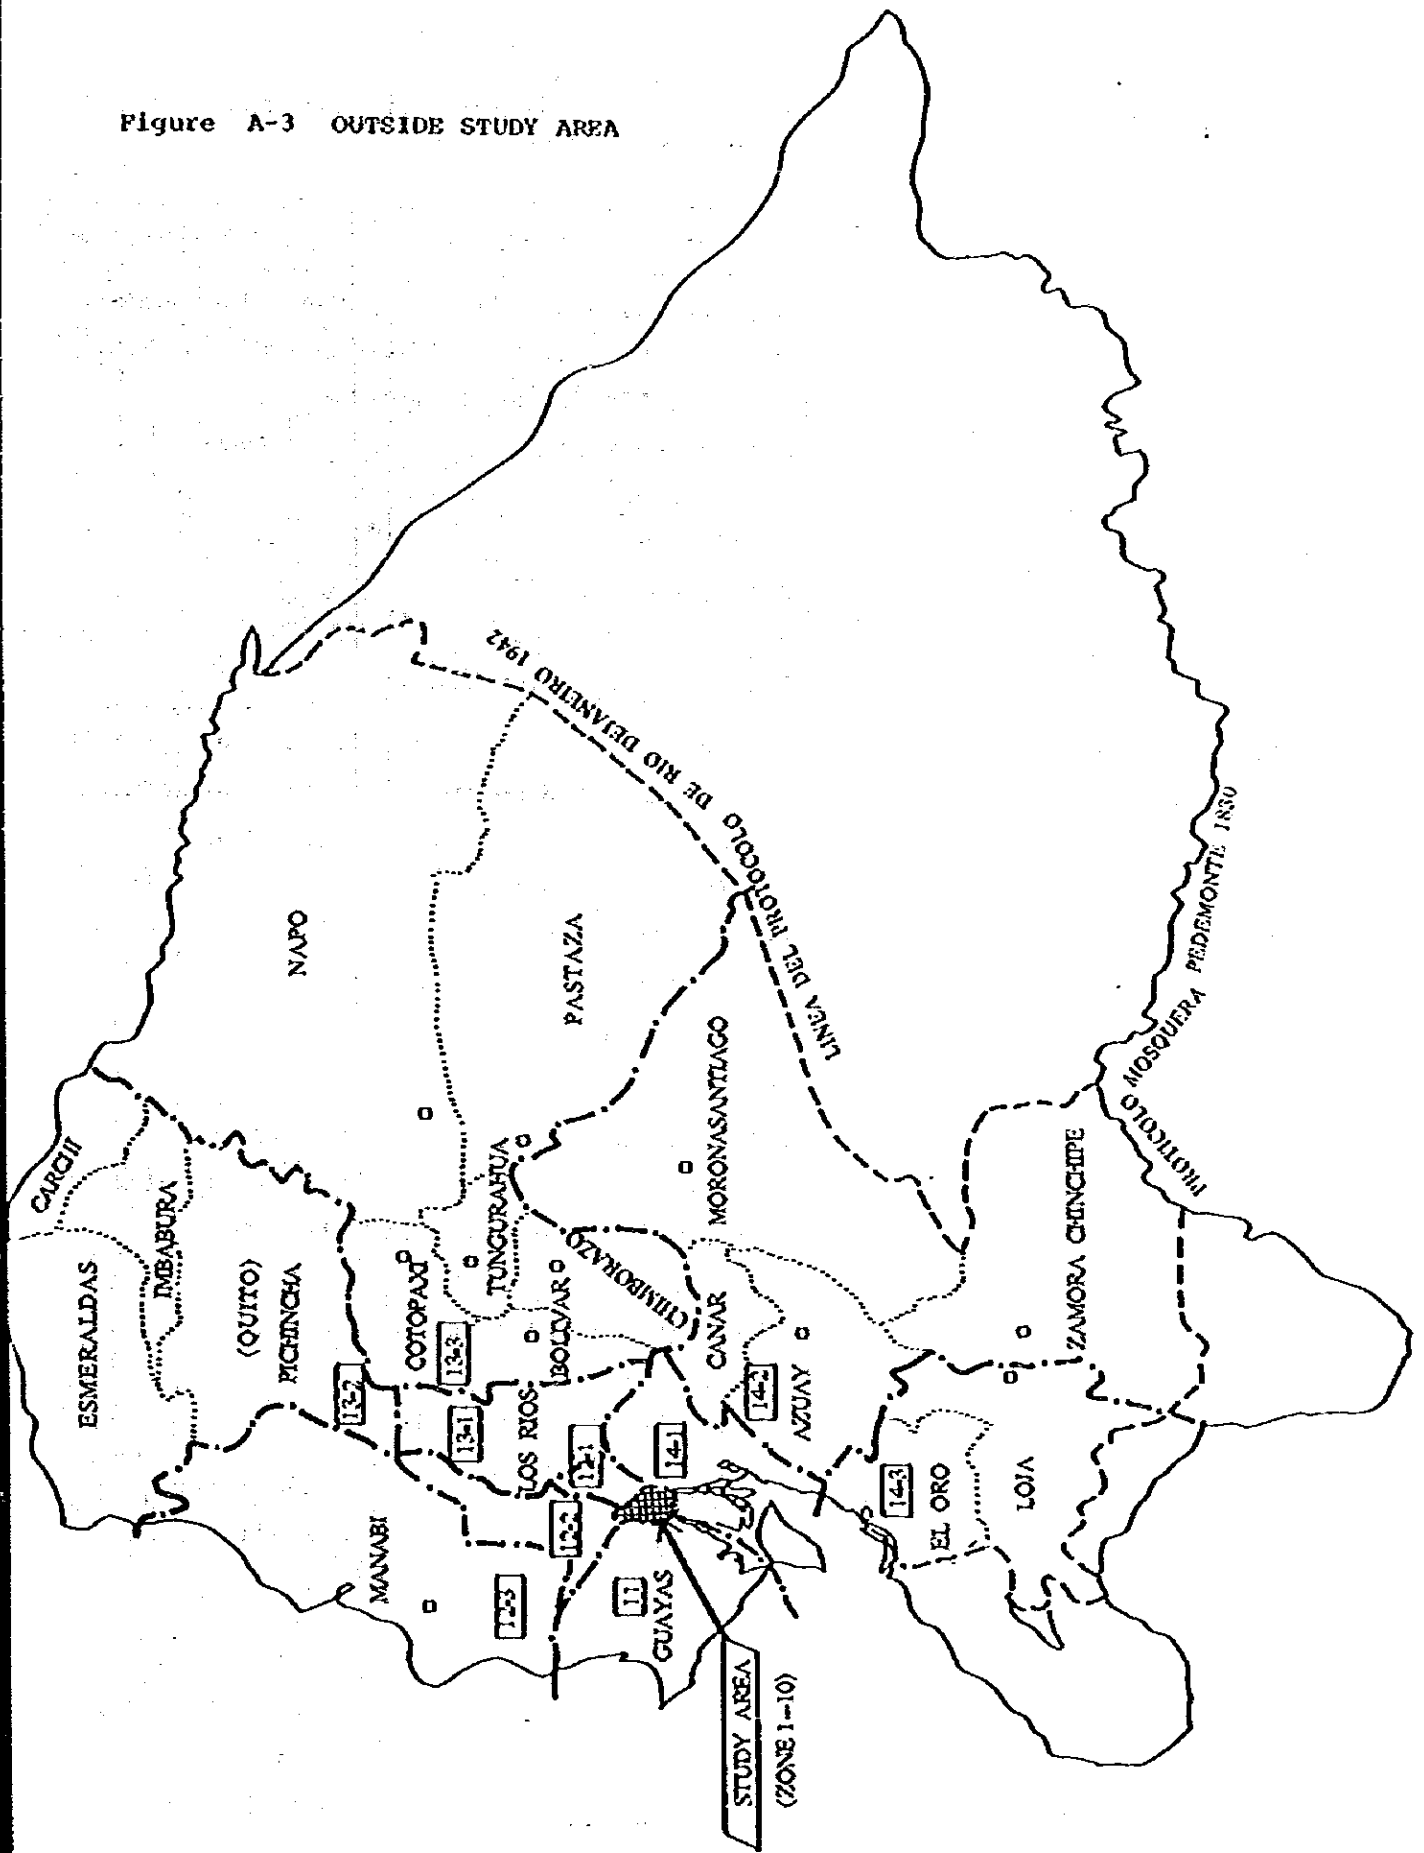 Figure A-3 OUTSIDE STUDY AREA
CARCHI
ESMERALDAS
IMBABURA
(QUITO)
PICHINCHA
NAPO
13-2
COTOPAXI
13-3
TUNGURAHUA
PASTAZA
MANABI
13-1
LOS RIOS
BOLIVAR
CHIMBORAZO
12-1
12-2
12-3
MORONASANTIAGO
CANAR
14-1
14-2
AZUAY
11
GUAYAS
STUDY AREA
(ZONE 1-10)
14-3
EL ORO
LOJA
ZAMORA CHINCHIPE
LINEA DEL PROTOCOLO DE RIO DEJANEIRO 1942
PROTICOLO MOSQUERA PEDEMONTE 1830